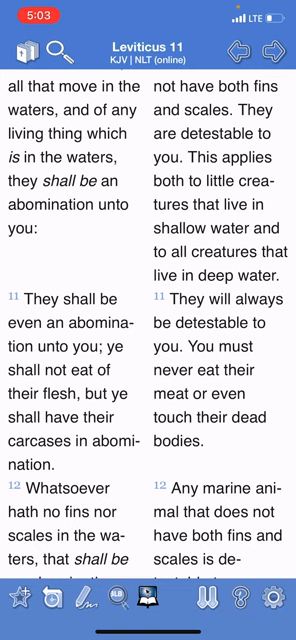 5:03
LTE
Leviticus 11
KJV | NLT (online)
all that move in the
waters, and of any
living thing which
is in the waters,
they shall be an
abomination unto
you:
11 They shall be
even an abomina-
tion unto you; ye
shall not eat of
their flesh, but ye
shall have their
carcases in abomi-
nation.
12 Whatsoever
hath no fins nor
scales in the wa-
ters, that shall be
not have both fins
and scales. They
are detestable to
you. This applies
both to little crea-
tures that live in
shallow water and
to all creatures that
live in deep water.
11 They will always
be detestable to
you. You must
never eat their
meat or even
touch their dead
bodies.
12 Any marine ani-
mal that does not
have both fins and
scales is de-
BLB